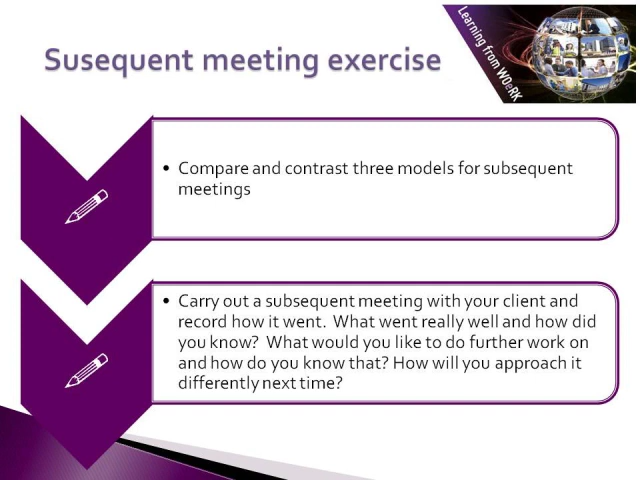 Susequent meeting exercise
Learning from WOeRK
• Compare and contrast three models for subsequent
meetings
• Carry out a subsequent meeting with your client and
record how it went. What went really well and how did
you know? What would you like to do further work on
and how do you know that? How will you approach it
differently next time?